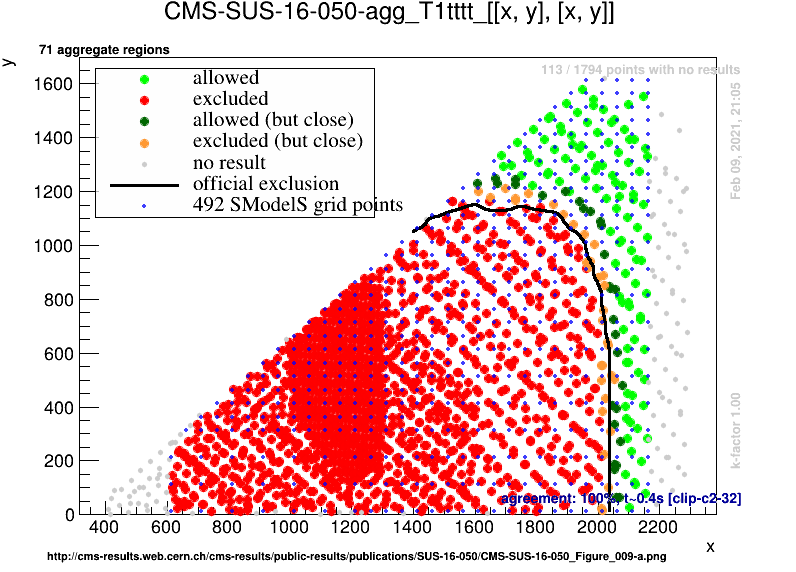 CMS-SUS-16-050-agg_T1tttt_[[x, y], [x, y]]
71 aggregate regions
y
113 / 1794 points with no results
allowed
excluded
allowed (but close)
excluded (but close)
no result
official exclusion
492 SModelS grid points
Feb 09, 2021, 21:05
k-factor 1.00
1600
1400
1200
1000
800
600
400
200
0
agreement: 100%, t~0.4s [clip-c2-32]
400 600 800 1000 1200 1400 1600 1800 2000 2200
x
http://cms-results.web.cern.ch/cms-results/public-results/publications/SUS-16-050/CMS-SUS-16-050_Figure_009-a.png